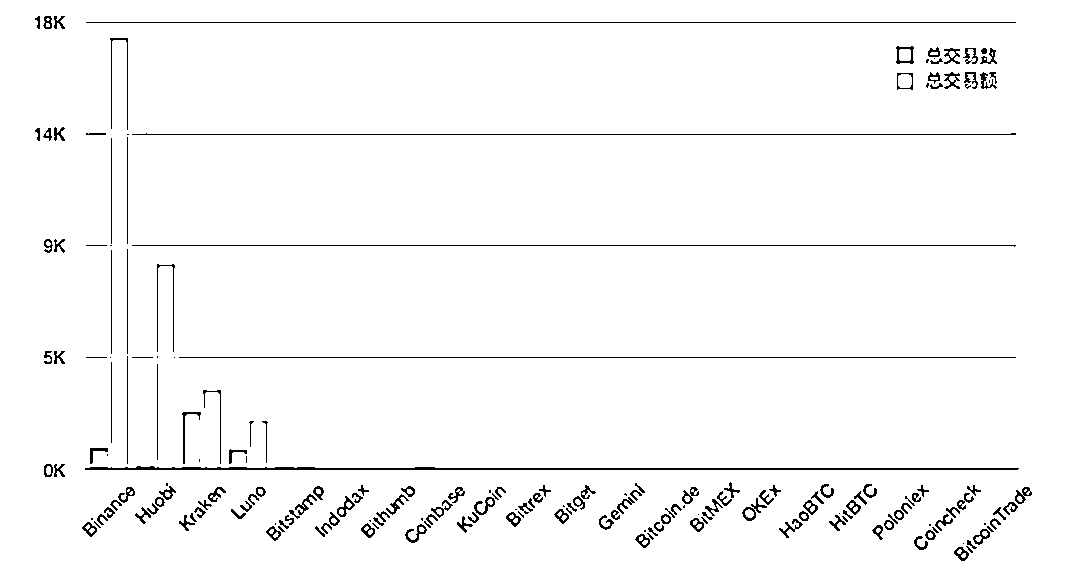 18K
总交易数
总交易额
14K
9K
5K
0K
Binance
Huobi
Kraken
Luno
Bitstamp
Indodax
Bithumb
Coinbase
KuCoin
Bittrex
Bitget
Gemini
Bitcoin.de
BitMEX
OKEx
HaoBTC
HitBTC
Poloniex
Coincheck
BitcoinTrade